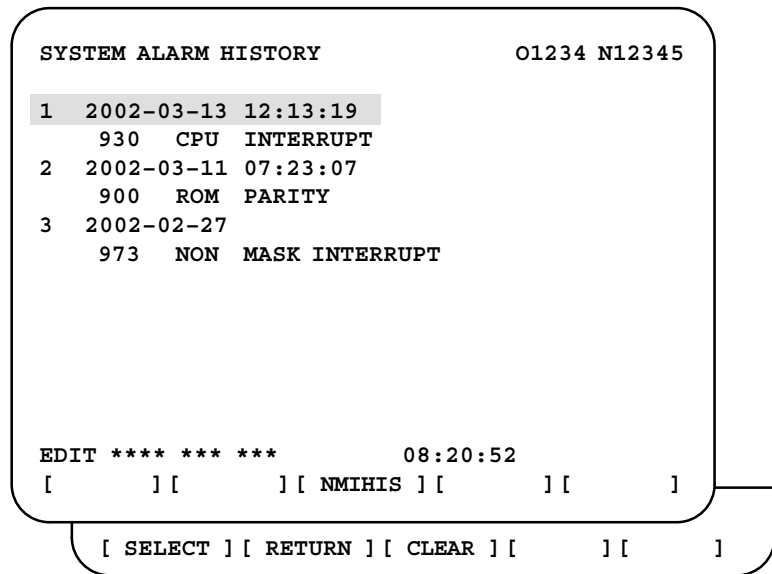 SYSTEM ALARM HISTORY O1234 N12345
1 2002-03-13 12:13:19
930 CPU INTERRUPT
2 2002-03-11 07:23:07
900 ROM PARITY
3 2002-02-27
973 NON MASK INTERRUPT
EDIT **** *** *** 08:20:52
[ ] [ ] [ NMIHIS ] [ ] [ ]
[ SELECT ] [ RETURN ] [ CLEAR ] [ ] [ ]